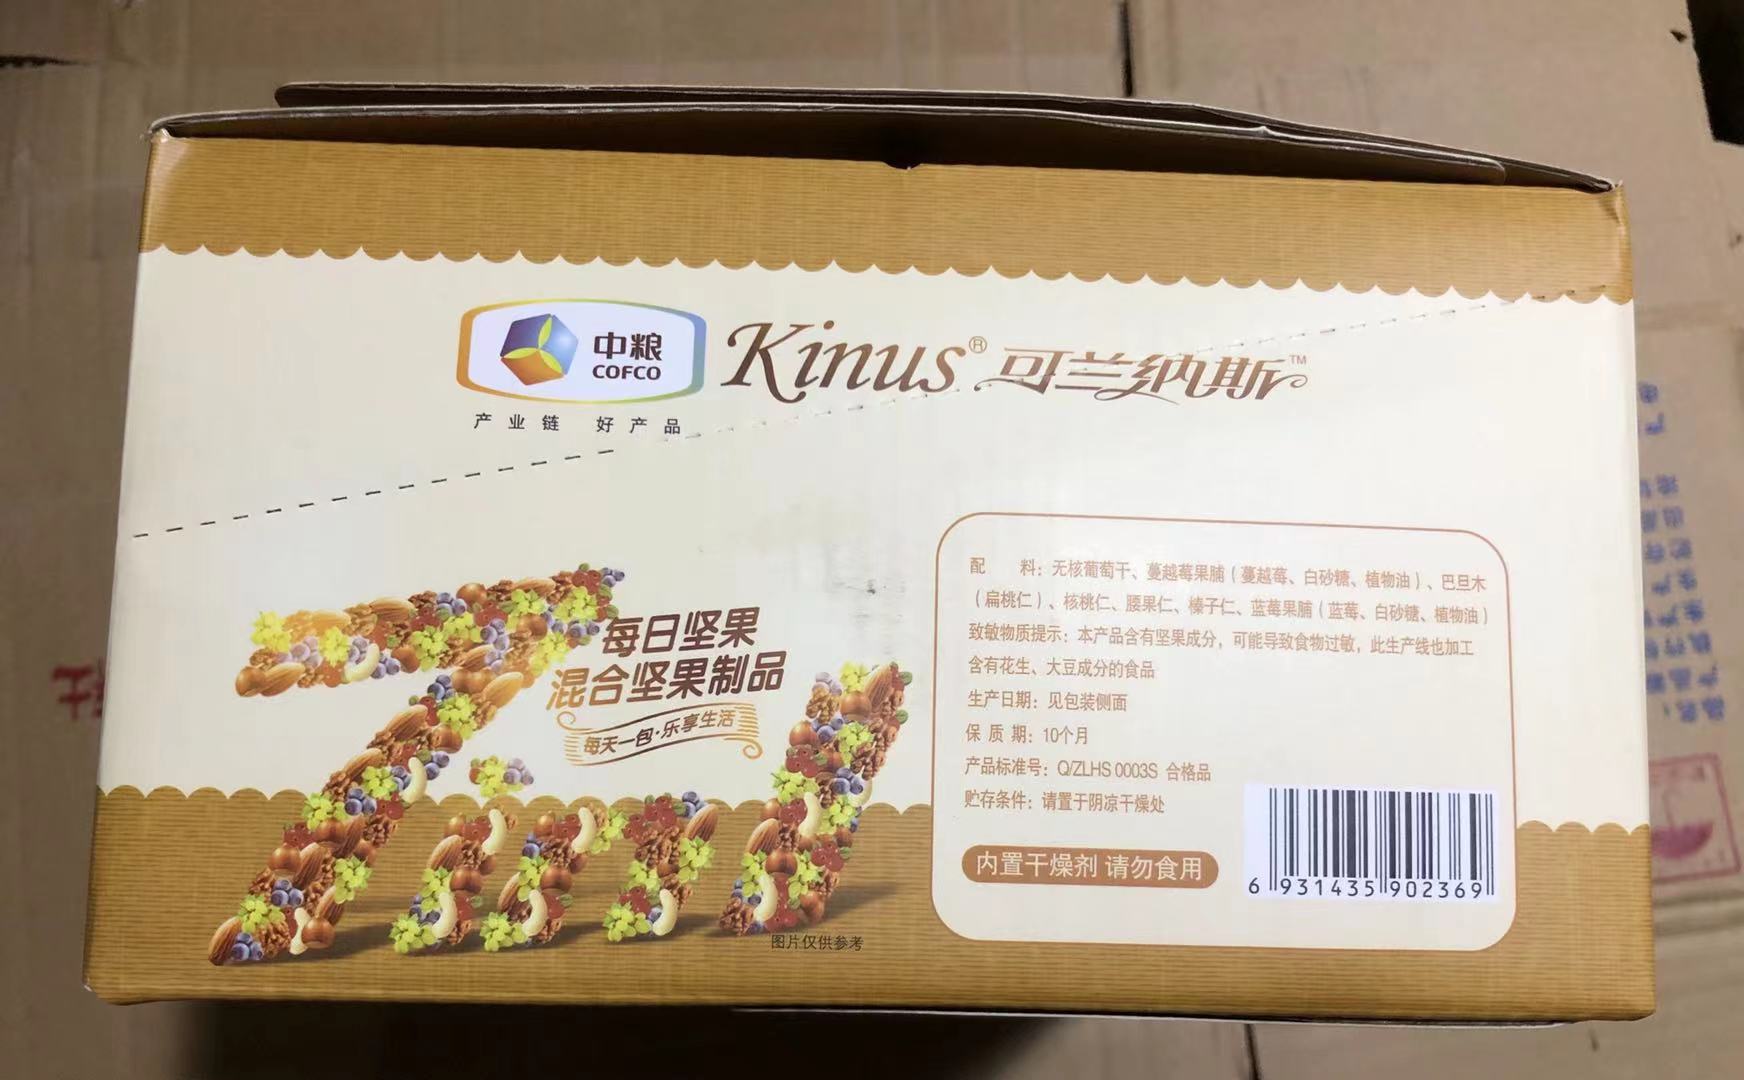 中粮
COFCO
产业链 好产品
Kinus® 可兰纳斯™
每日坚果
混合坚果制品
每天一包·乐享生活
图片仅供参考
配 料：无核葡萄干、蔓越莓果脯（蔓越莓、白砂糖、植物油）、巴旦木
（扁桃仁）、核桃仁、腰果仁、榛子仁、蓝莓果脯（蓝莓、白砂糖、植物油）
致敏物质提示：本产品含有坚果成分，可能导致食物过敏，此生产线也加工
含有花生、大豆成分的食品
生产日期：见包装侧面
保 质 期：10个月
产品标准号：Q/ZLHS 0003S 合格品
贮存条件：请置于阴凉干燥处
内置干燥剂 请勿食用
6 931435 902369